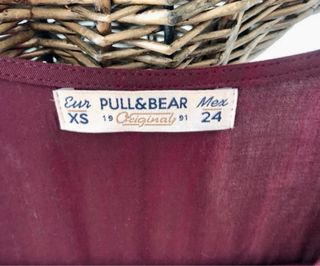 Eur PULL&BEAR Mex
XS 19 Original 91 24